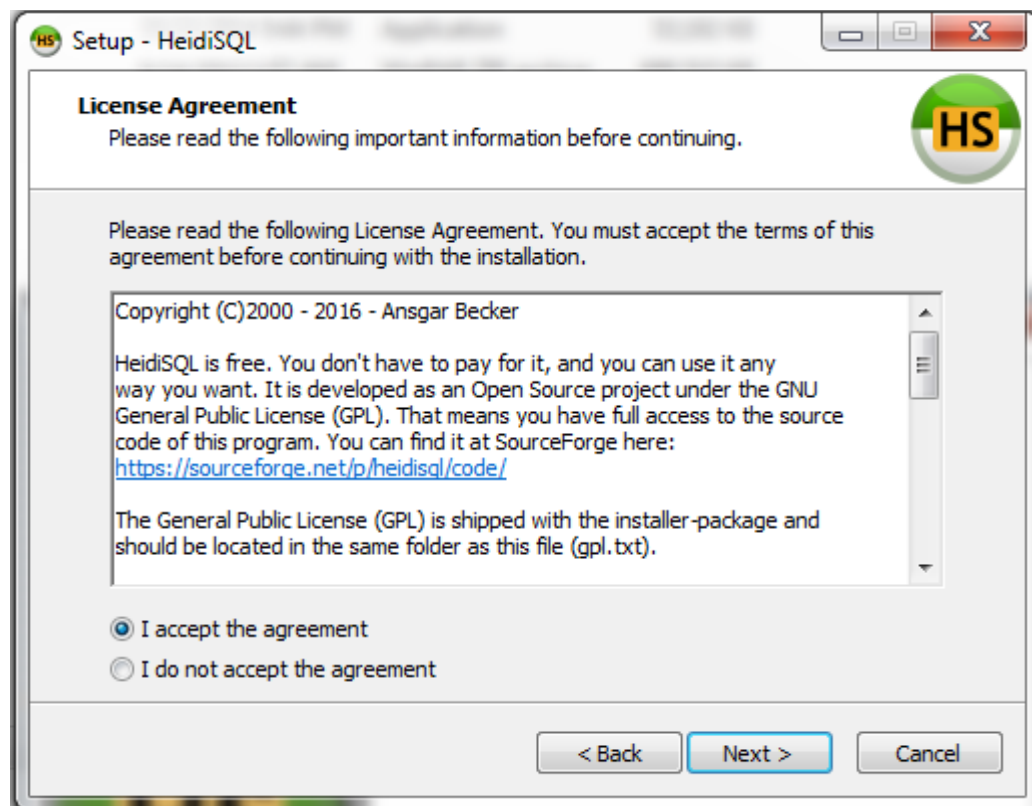 HS Setup - HeidiSQL
License Agreement
Please read the following important information before continuing.
HS
Please read the following License Agreement. You must accept the terms of this
agreement before continuing with the installation.
Copyright (C)2000 - 2016 - Ansgar Becker
HeidiSQL is free. You don't have to pay for it, and you can use it any
way you want. It is developed as an Open Source project under the GNU
General Public License (GPL). That means you have full access to the source
code of this program. You can find it at SourceForge here:
https://sourceforge.net/p/heidisql/code/
The General Public License (GPL) is shipped with the installer-package and
should be located in the same folder as this file (gpl.txt).
I accept the agreement
I do not accept the agreement
< Back Next > Cancel